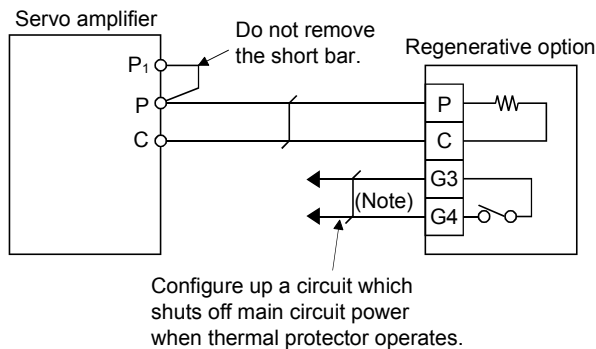 Servo amplifier
Do not remove
the short bar.
Regenerative option
P₁
P
C
P
C
G3
G4
(Note)
Configure up a circuit which
shuts off main circuit power
when thermal protector operates.